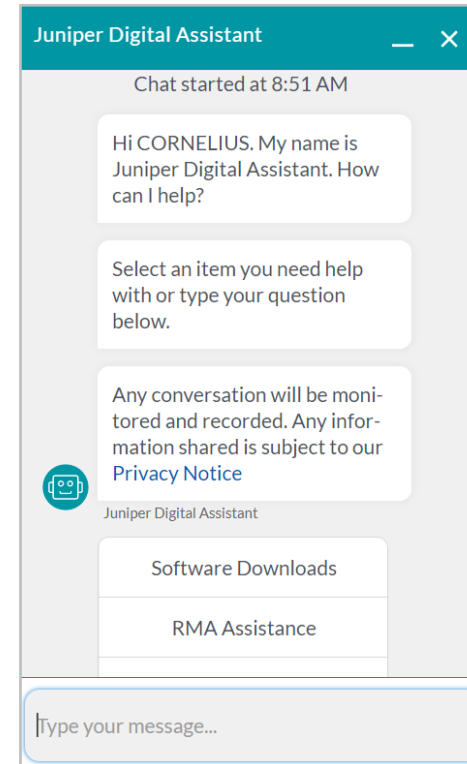 Juniper Digital Assistant
Chat started at 8:51 AM
Hi CORNELIUS. My name is
Juniper Digital Assistant. How
can I help?
Select an item you need help
with or type your question
below.
Any conversation will be moni-
tored and recorded. Any infor-
mation shared is subject to our
Privacy Notice
Juniper Digital Assistant
Software Downloads
RMA Assistance
Type your message...